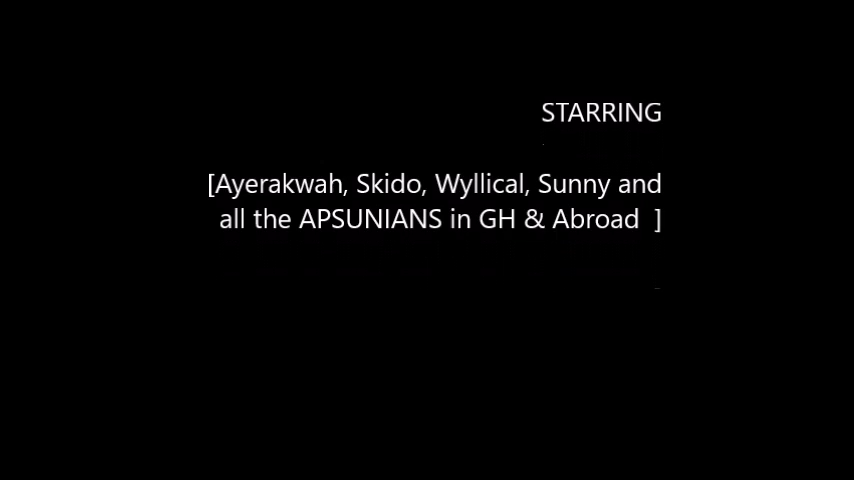 STARRING
[Ayerakwah, Skido, Wyllical, Sunny and
all the APSUNIANS in GH & Abroad ]